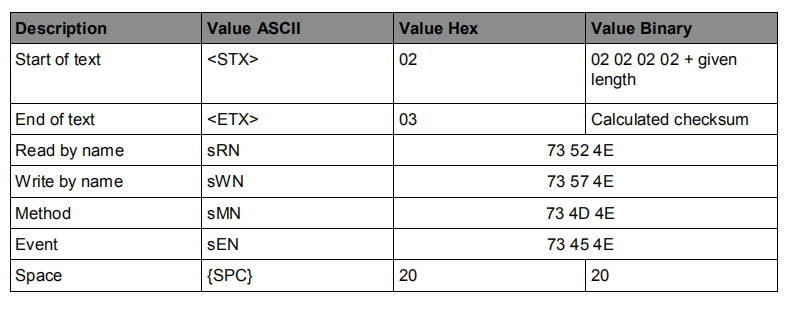 Description Value ASCII Value Hex Value Binary
Start of text <STX> 02 02 02 02 02 + given
length
End of text <ETX> 03 Calculated checksum
Read by name sRN 73 52 4E
Write by name sWN 73 57 4E
Method sMN 73 4D 4E
Event sEN 73 45 4E
Space {SPC} 20 20